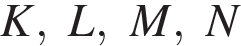 K, L, M, N